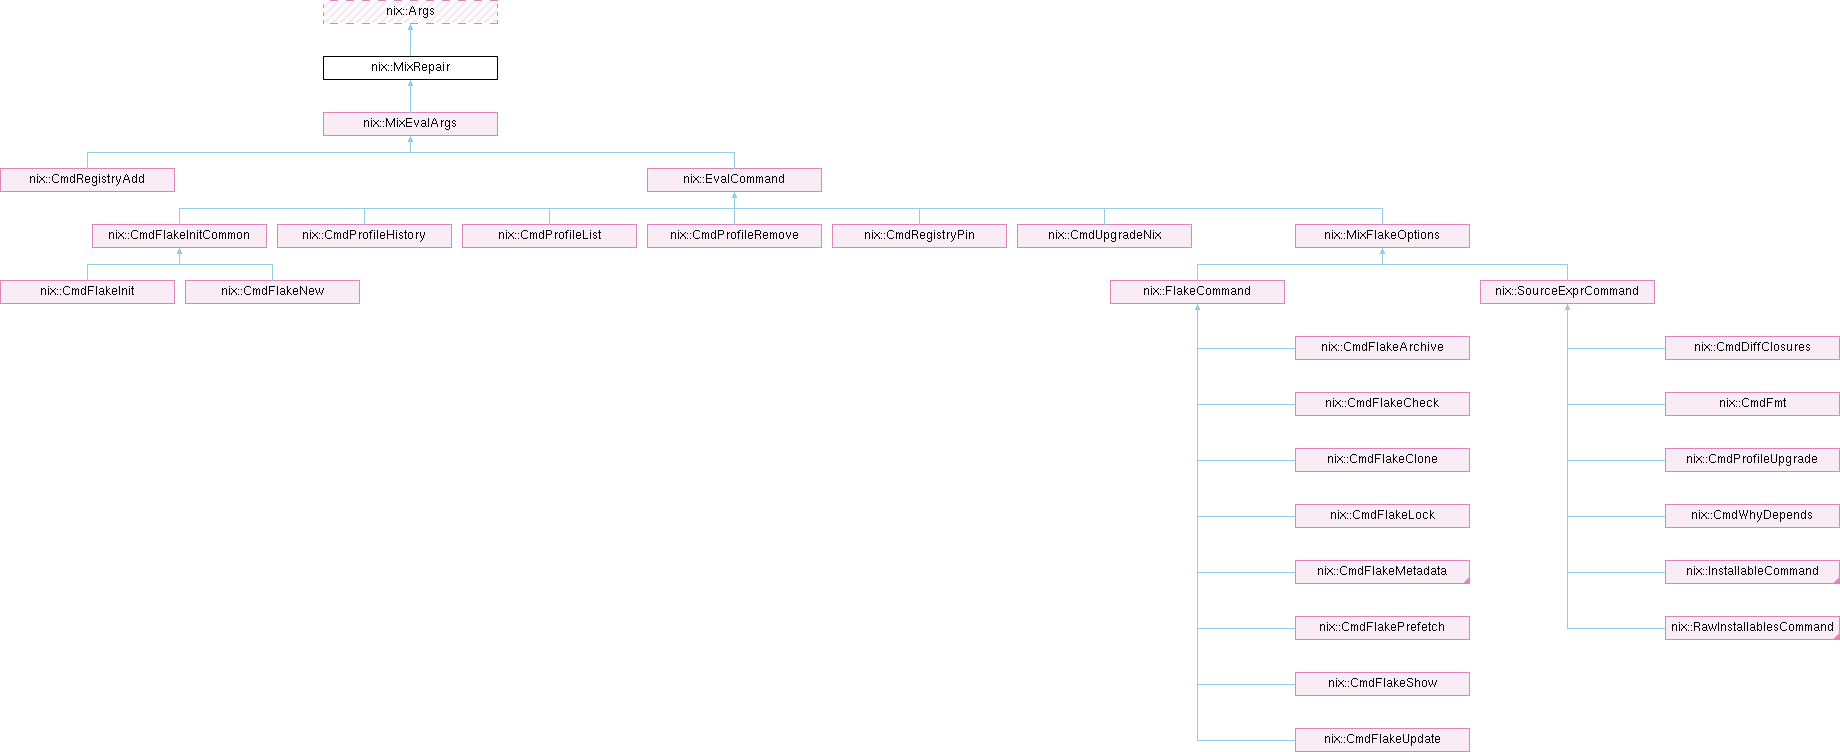 nix::Args
nix::MixRepair
nix::MixEvalArgs
nix::CmdRegistryAdd
nix::EvalCommand
nix::CmdFlakeInitCommon
nix::CmdProfileHistory
nix::CmdProfileList
nix::CmdProfileRemove
nix::CmdRegistryPin
nix::CmdUpgradeNix
nix::MixFlakeOptions
nix::CmdFlakeInit
nix::CmdFlakeNew
nix::FlakeCommand
nix::SourceExprCommand
nix::CmdFlakeArchive
nix::CmdDiffClosures
nix::CmdFlakeCheck
nix::CmdFmt
nix::CmdFlakeClone
nix::CmdProfileUpgrade
nix::CmdFlakeLock
nix::CmdWhyDepends
nix::CmdFlakeMetadata
nix::InstallableCommand
nix::CmdFlakePrefetch
nix::RawInstallablesCommand
nix::CmdFlakeShow
nix::CmdFlakeUpdate